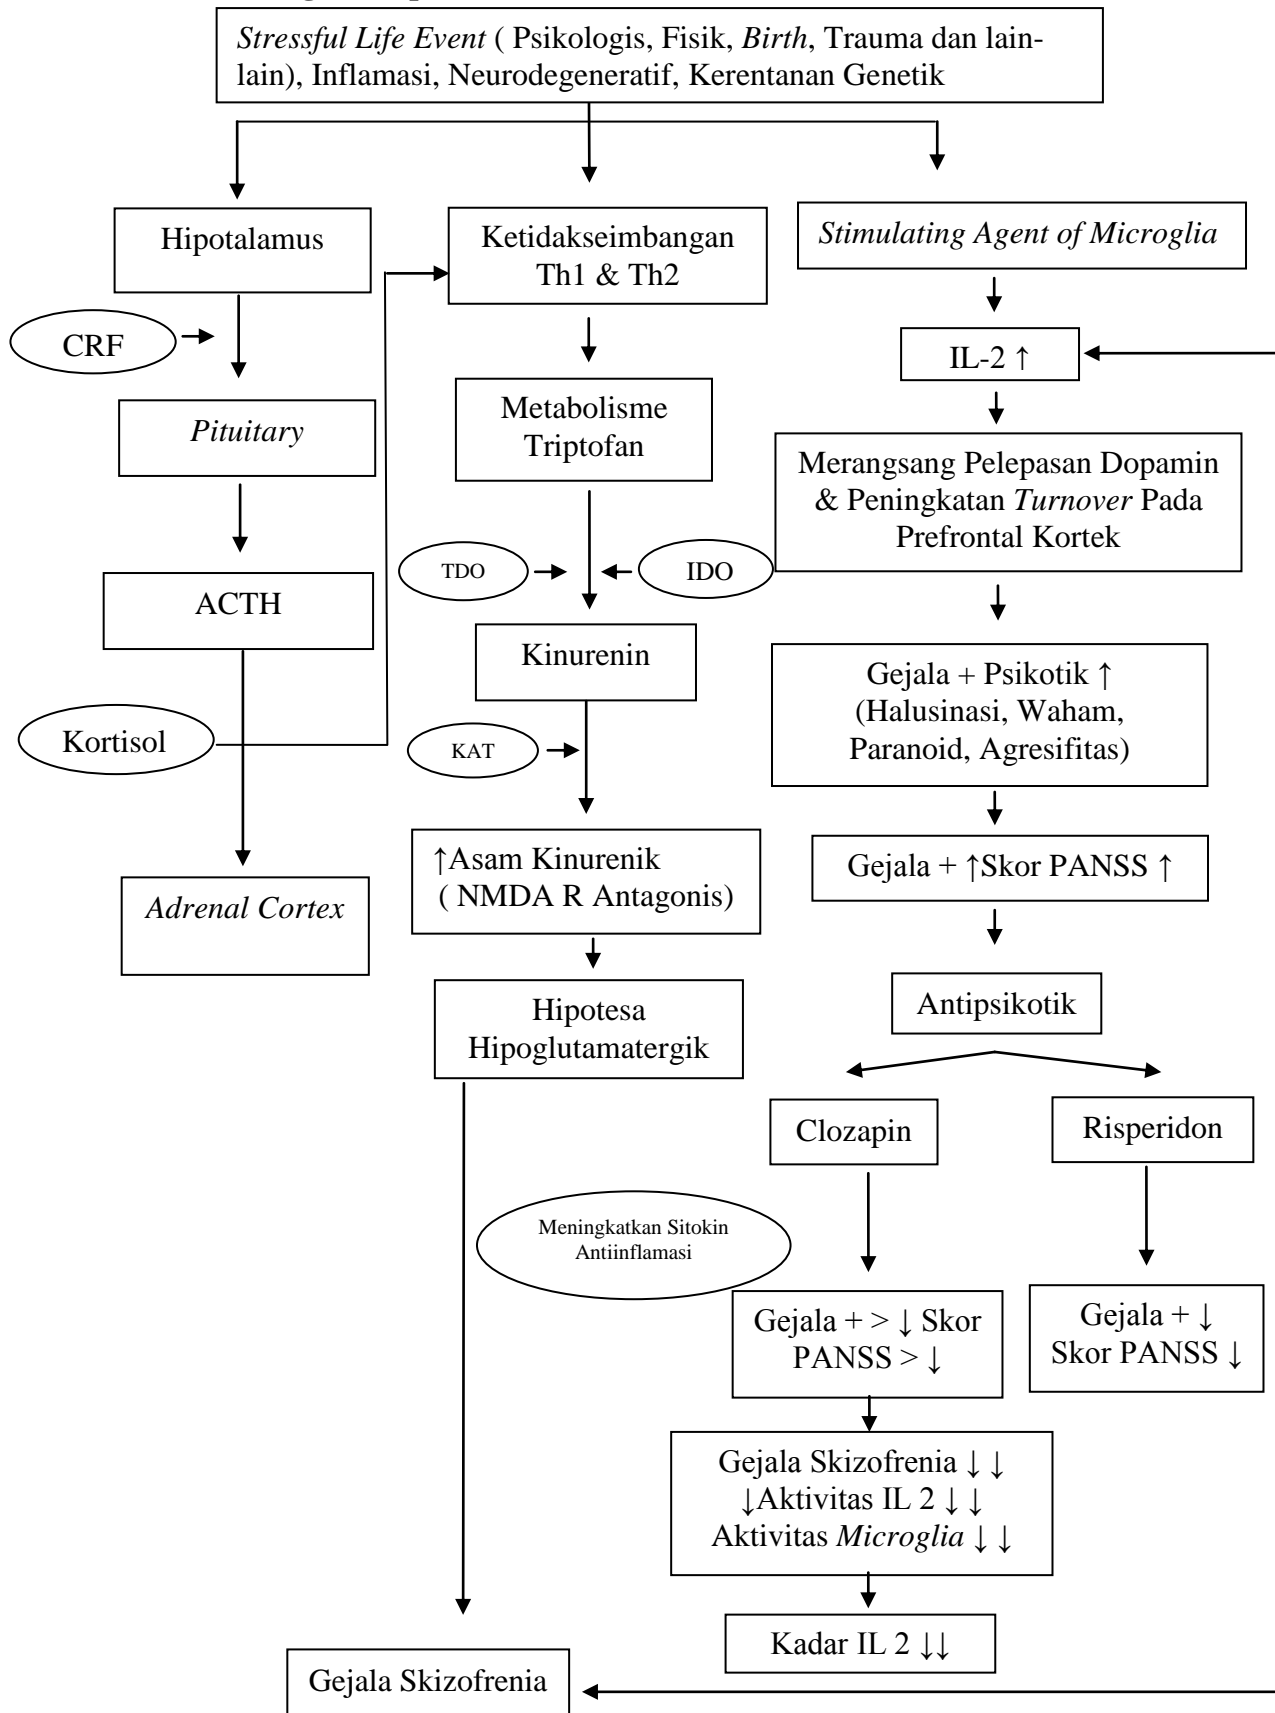 Stressful Life Event ( Psikologis, Fisik, Birth, Trauma dan lain-
lain), Inflamasi, Neurodegeneratif, Kerentanan Genetik
Hipotalamus
Ketidakseimbangan
Th1 & Th2
Stimulating Agent of Microglia
CRF
IL-2 ↑
Pituitary
Metabolisme
Triptofan
Merangsang Pelepasan Dopamin
& Peningkatan Turnover Pada
Prefrontal Kortek
TDO
IDO
ACTH
Kinurenin
Gejala + Psikotik ↑
(Halusinasi, Waham,
Paranoid, Agresifitas)
Kortisol
KAT
↑Asam Kinurenik
( NMDA R Antagonis)
Gejala + ↑Skor PANSS ↑
Adrenal Cortex
Hipotesa
Hipoglutamatergik
Antipsikotik
Clozapin
Risperidon
Meningkatkan Sitokin
Antiinflamasi
Gejala + > ↓ Skor
PANSS > ↓
Gejala + ↓
Skor PANSS ↓
Gejala Skizofrenia ↓ ↓
↓Aktivitas IL 2 ↓ ↓
Aktivitas Microglia ↓ ↓
Kadar IL 2 ↓↓
Gejala Skizofrenia